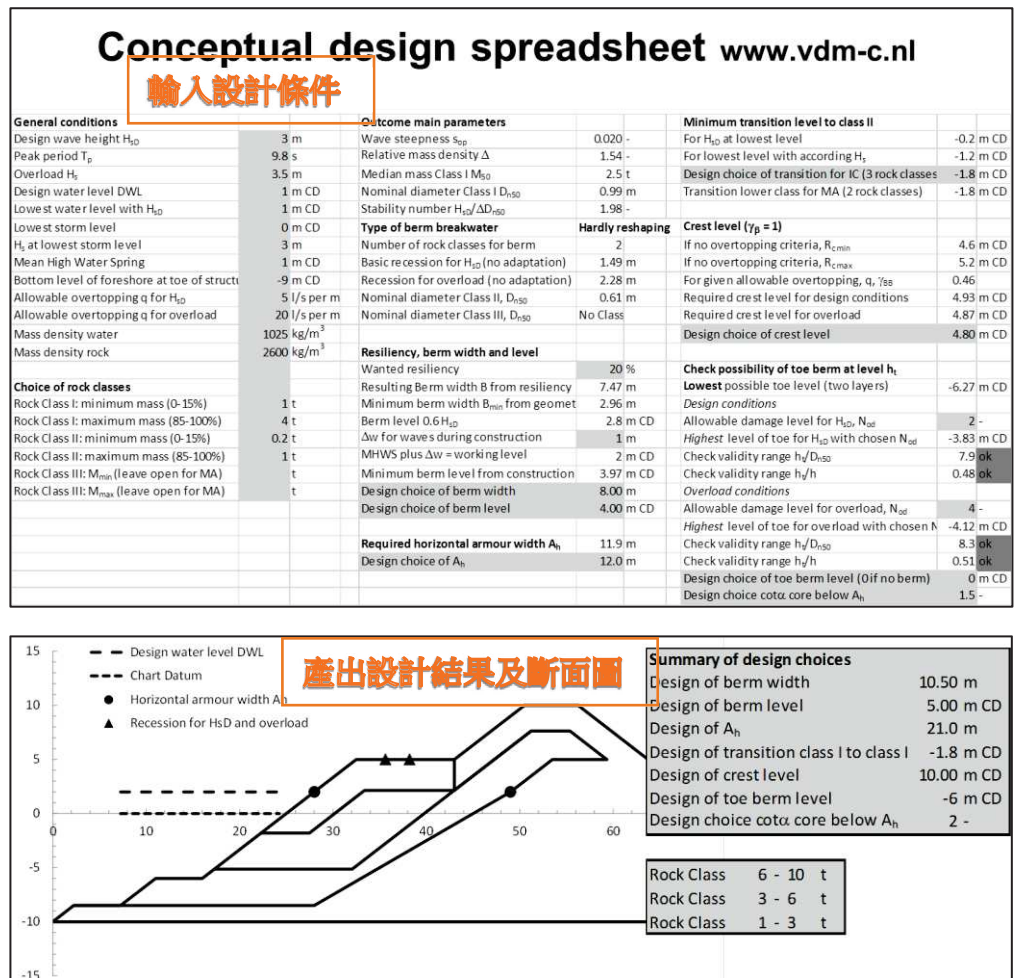 Conceptual design spreadsheet www.vdm-c.nl
輸入設計條件
General conditions
Design wave height HsD 3 m
Peak period Tp 9.8 s
Overload Hs 3.5 m
Design water level DWL 1 m CD
Lowest water level with HsD 1 m CD
Lowest storm level 0 m CD
Hs at lowest storm level 3 m
Mean High Water Spring 1 m CD
Bottom level of foreshore at toe of structu -9 m CD
Allowable overtopping q for HsD 5 l/s per m
Allowable overtopping q for overload 20 l/s per m
Mass density water 1025 kg/m³
Mass density rock 2600 kg/m³
Choice of rock classes
Rock Class I: minimum mass (0-15%) 1 t
Rock Class I: maximum mass (85-100%) 4 t
Rock Class II: minimum mass (0-15%) 0.2 t
Rock Class II: maximum mass (85-100%) 1 t
Rock Class III: Mmin (leave open for MA) t
Rock Class III: Mmax (leave open for MA) t
Outcome main parameters
Wave steepness sop 0.020 -
Relative mass density Δ 1.54 -
Median mass Class I M50 2.5 t
Nominal diameter Class I Dn50 0.99 m
Stability number HsD/ΔDn50 1.98 -
Type of berm breakwater Hardly reshaping
Number of rock classes for berm 2
Basic recession for HsD (no adaptation) 1.49 m
Recession for overload (no adaptation) 2.28 m
Nominal diameter Class II, Dn50 0.61 m
Nominal diameter Class III, Dn50 No Class
Resiliency, berm width and level
Wanted resiliency 20 %
Resulting Berm width B from resiliency 7.47 m
Minimum berm width Bmin from geomet 2.96 m
Berm level 0.6HsD 2.8 m CD
Δw for waves during construction 1 m
MHWS plus Δw = working level 2 m CD
Minimum berm level from construction 3.97 m CD
Design choice of berm width 8.00 m
Design choice of berm level 4.00 m CD
Required horizontal armour width Ah 11.9 m
Design choice of Ah 12.0 m
Minimum transition level to class II
For HsD at lowest level -0.2 m CD
For lowest level with according Hs -1.2 m CD
Design choice of transition for IC (3 rock classes -1.8 m CD
Transition lower class for MA (2 rock classes) -1.8 m CD
Crest level (γβ = 1)
If no overtopping criteria, Rcmin 4.6 m CD
If no overtopping criteria, Rcmax 5.2 m CD
For given allowable overtopping, q, γBB 0.46
Required crest level for design conditions 4.93 m CD
Required crest level for overload 4.87 m CD
Design choice of crest level 4.80 m CD
Check possibility of toe berm at level ht
Lowest possible toe level (two layers) -6.27 m CD
Design conditions
Allowable damage level for HsD, Nod 2 -
Highest level of toe for HsD with chosen Nod -3.83 m CD
Check validity range ht/Dn50 7.9 ok
Check validity range ht/h 0.48 ok
Overload conditions
Allowable damage level for overload, Nod 4 -
Highest level of toe for overload with chosen N -4.12 m CD
Check validity range ht/Dn50 8.3 ok
Check validity range ht/h 0.51 ok
Design choice of toe berm level (0 if no berm) 0 m CD
Design choice cotα core below Ah 1.5 -
產出設計結果及斷面圖
Design water level DWL
Chart Datum
Horizontal armour width Ah
Recession for HsD and overload
15
10
5
0
-5
-10
-15
0 10 20 30 40 50 60
Summary of design choices
Design of berm width 10.50 m
Design of berm level 5.00 m CD
Design of Ah 21.0 m
Design of transition class I to class I -1.8 m CD
Design of crest level 10.00 m CD
Design of toe berm level -6 m CD
Design choice cotα core below Ah 2 -
Rock Class 6 - 10 t
Rock Class 3 - 6 t
Rock Class 1 - 3 t